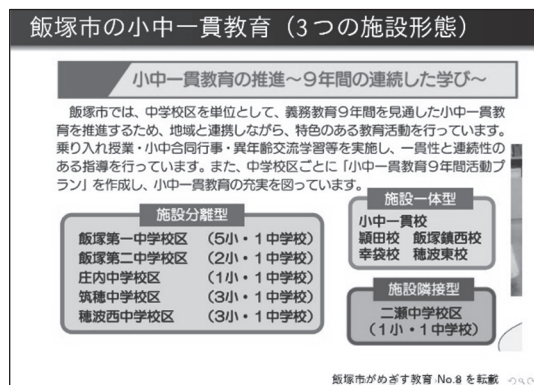 飯塚市の小中一貫教育（3つの施設形態）
小中一貫教育の推進～9年間の連続した学び～
飯塚市では、中学校区を単位として、義務教育9年間を見通した小中一貫教
育を推進するため、地域と連携しながら、特色のある教育活動を行っています。
乗り入れ授業・小中合同行事・異年齢交流学習等を実施し、一貫性と連続性の
ある指導を行っています。また、中学校区ごとに「小中一貫教育9年間活動プ
ラン」を作成し、小中一貫教育の充実を図っています。
施設分離型
飯塚第一中学校区　（5小・1中学校）
飯塚第二中学校区　（2小・1中学校）
庄内中学校区　（1小・1中学校）
筑穂中学校区　（3小・1中学校）
穂波西中学校区　（3小・1中学校）
施設一体型
小中一貫校
頴田校　飯塚鎮西校
幸袋校　穂波東校
施設隣接型
二瀬中学校区
（1小・1中学校）
飯塚市がめざす教育 No.8 を転載